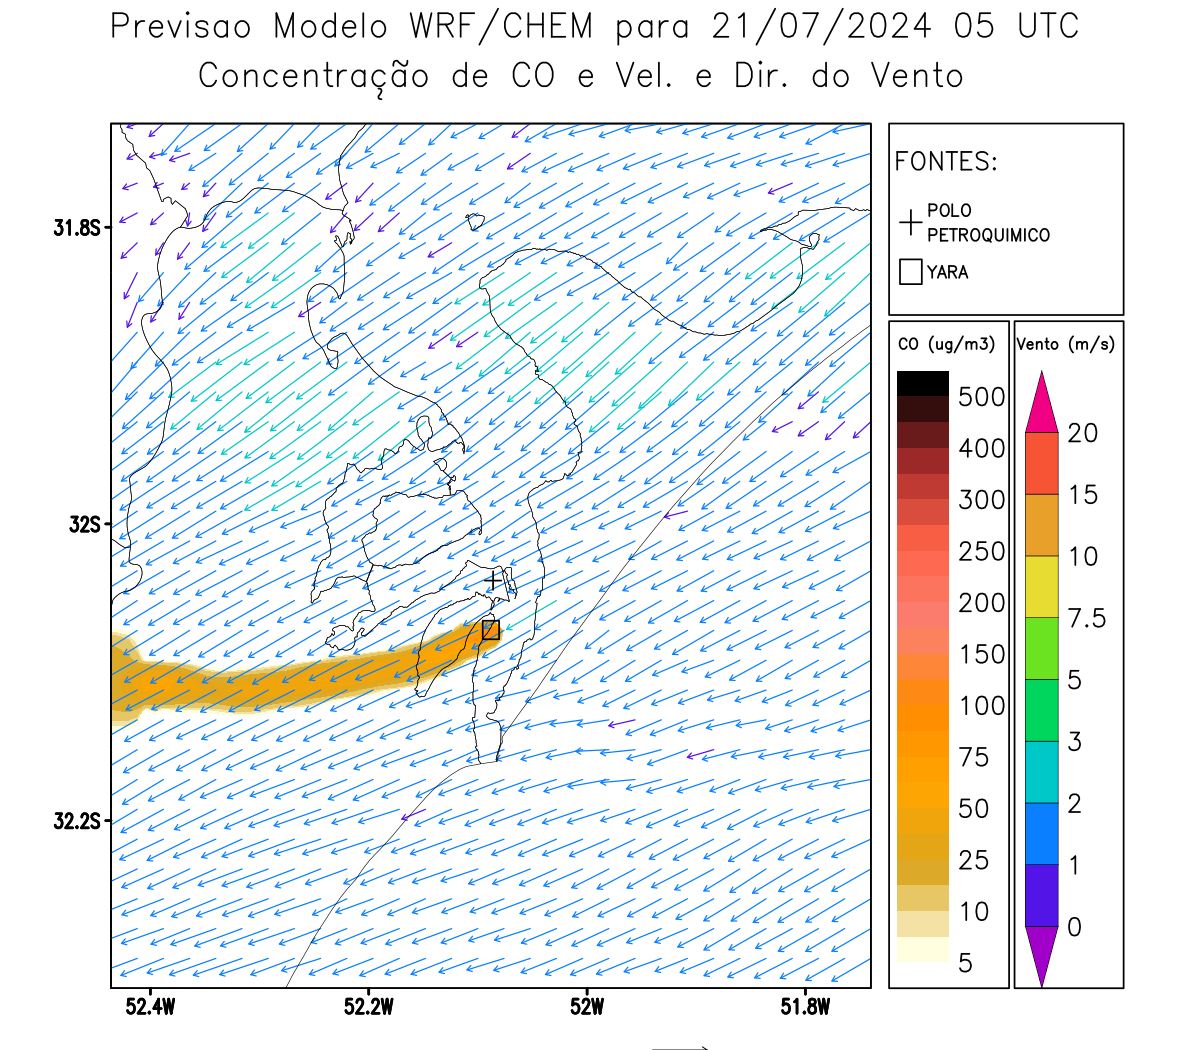 Previsao Modelo WRF/CHEM para 21/07/2024 05 UTC
Concentração de CO e Vel. e Dir. do Vento
FONTES:
POLO
PETROQUIMICO
YARA
CO (ug/m3)
500
400
300
250
200
150
100
75
50
25
10
5
Vento (m/s)
20
15
10
7.5
5
3
2
1
0
31.8S
32S
32.2S
52.4W
52.2W
52W
51.8W